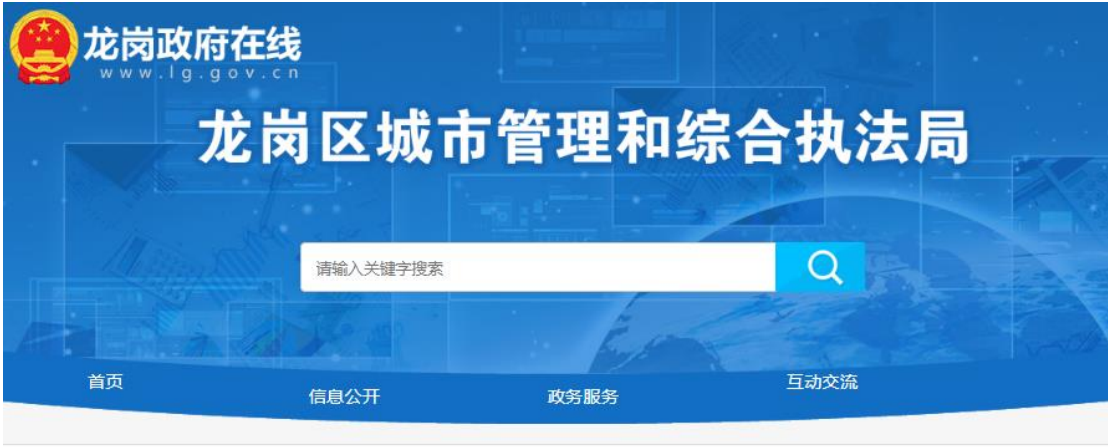 龙岗政府在线
www.lg.gov.cn
龙岗区城市管理和综合执法局
请输入关键字搜索
首页
信息公开
政务服务
互动交流